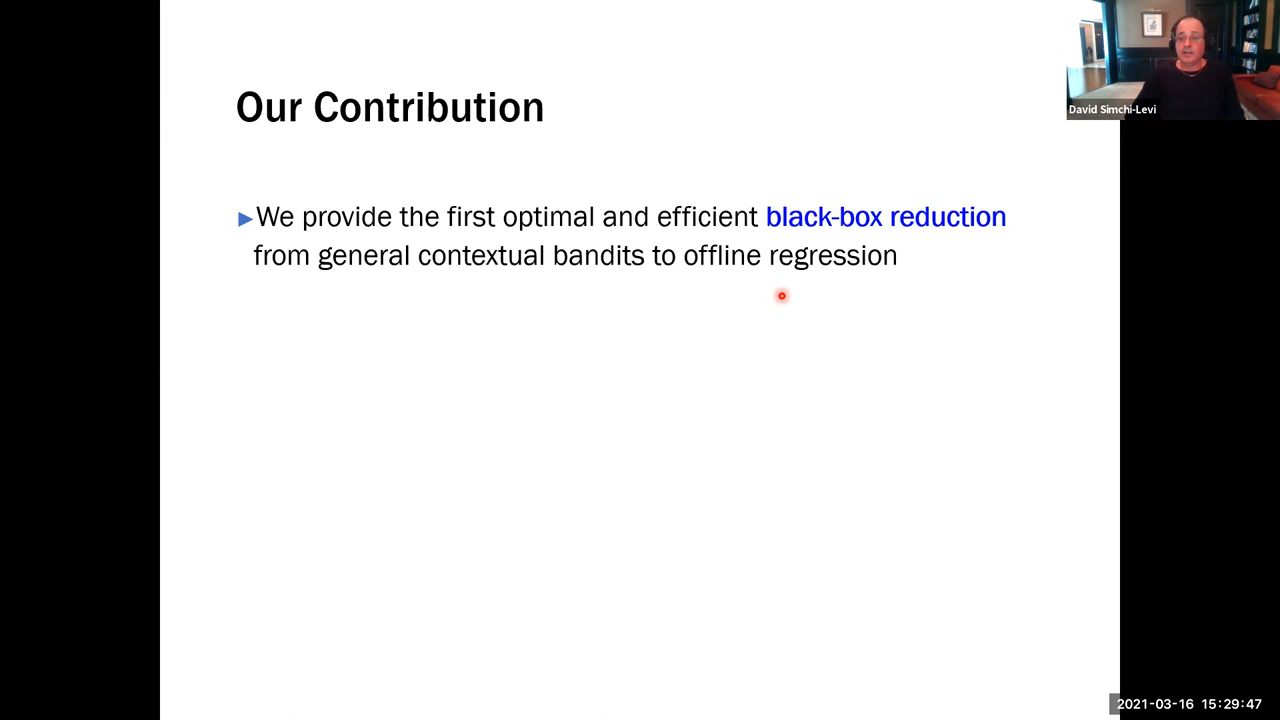 David Simchi-Levi
Our Contribution
►We provide the first optimal and efficient black-box reduction
from general contextual bandits to offline regression
2021-03-16 15:29:47